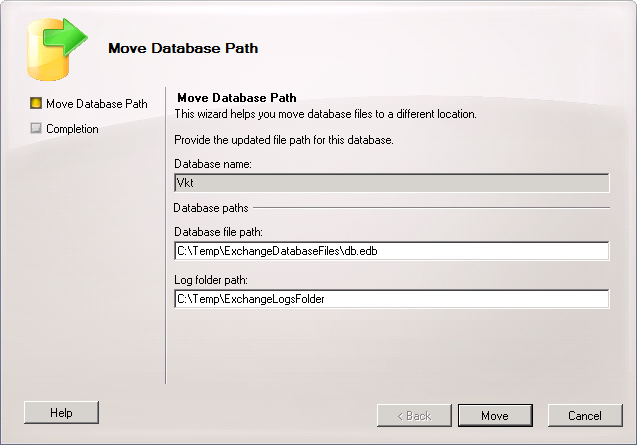 Move Database Path
Move Database Path
Completion
Move Database Path
This wizard helps you move database files to a different location.
Provide the updated file path for this database.
Database name:
Vkt
Database paths
Database file path:
C:\Temp\ExchangeDatabaseFiles\db.edb
Log folder path:
C:\Temp\ExchangeLogsFolder
Help
< Back
Move
Cancel